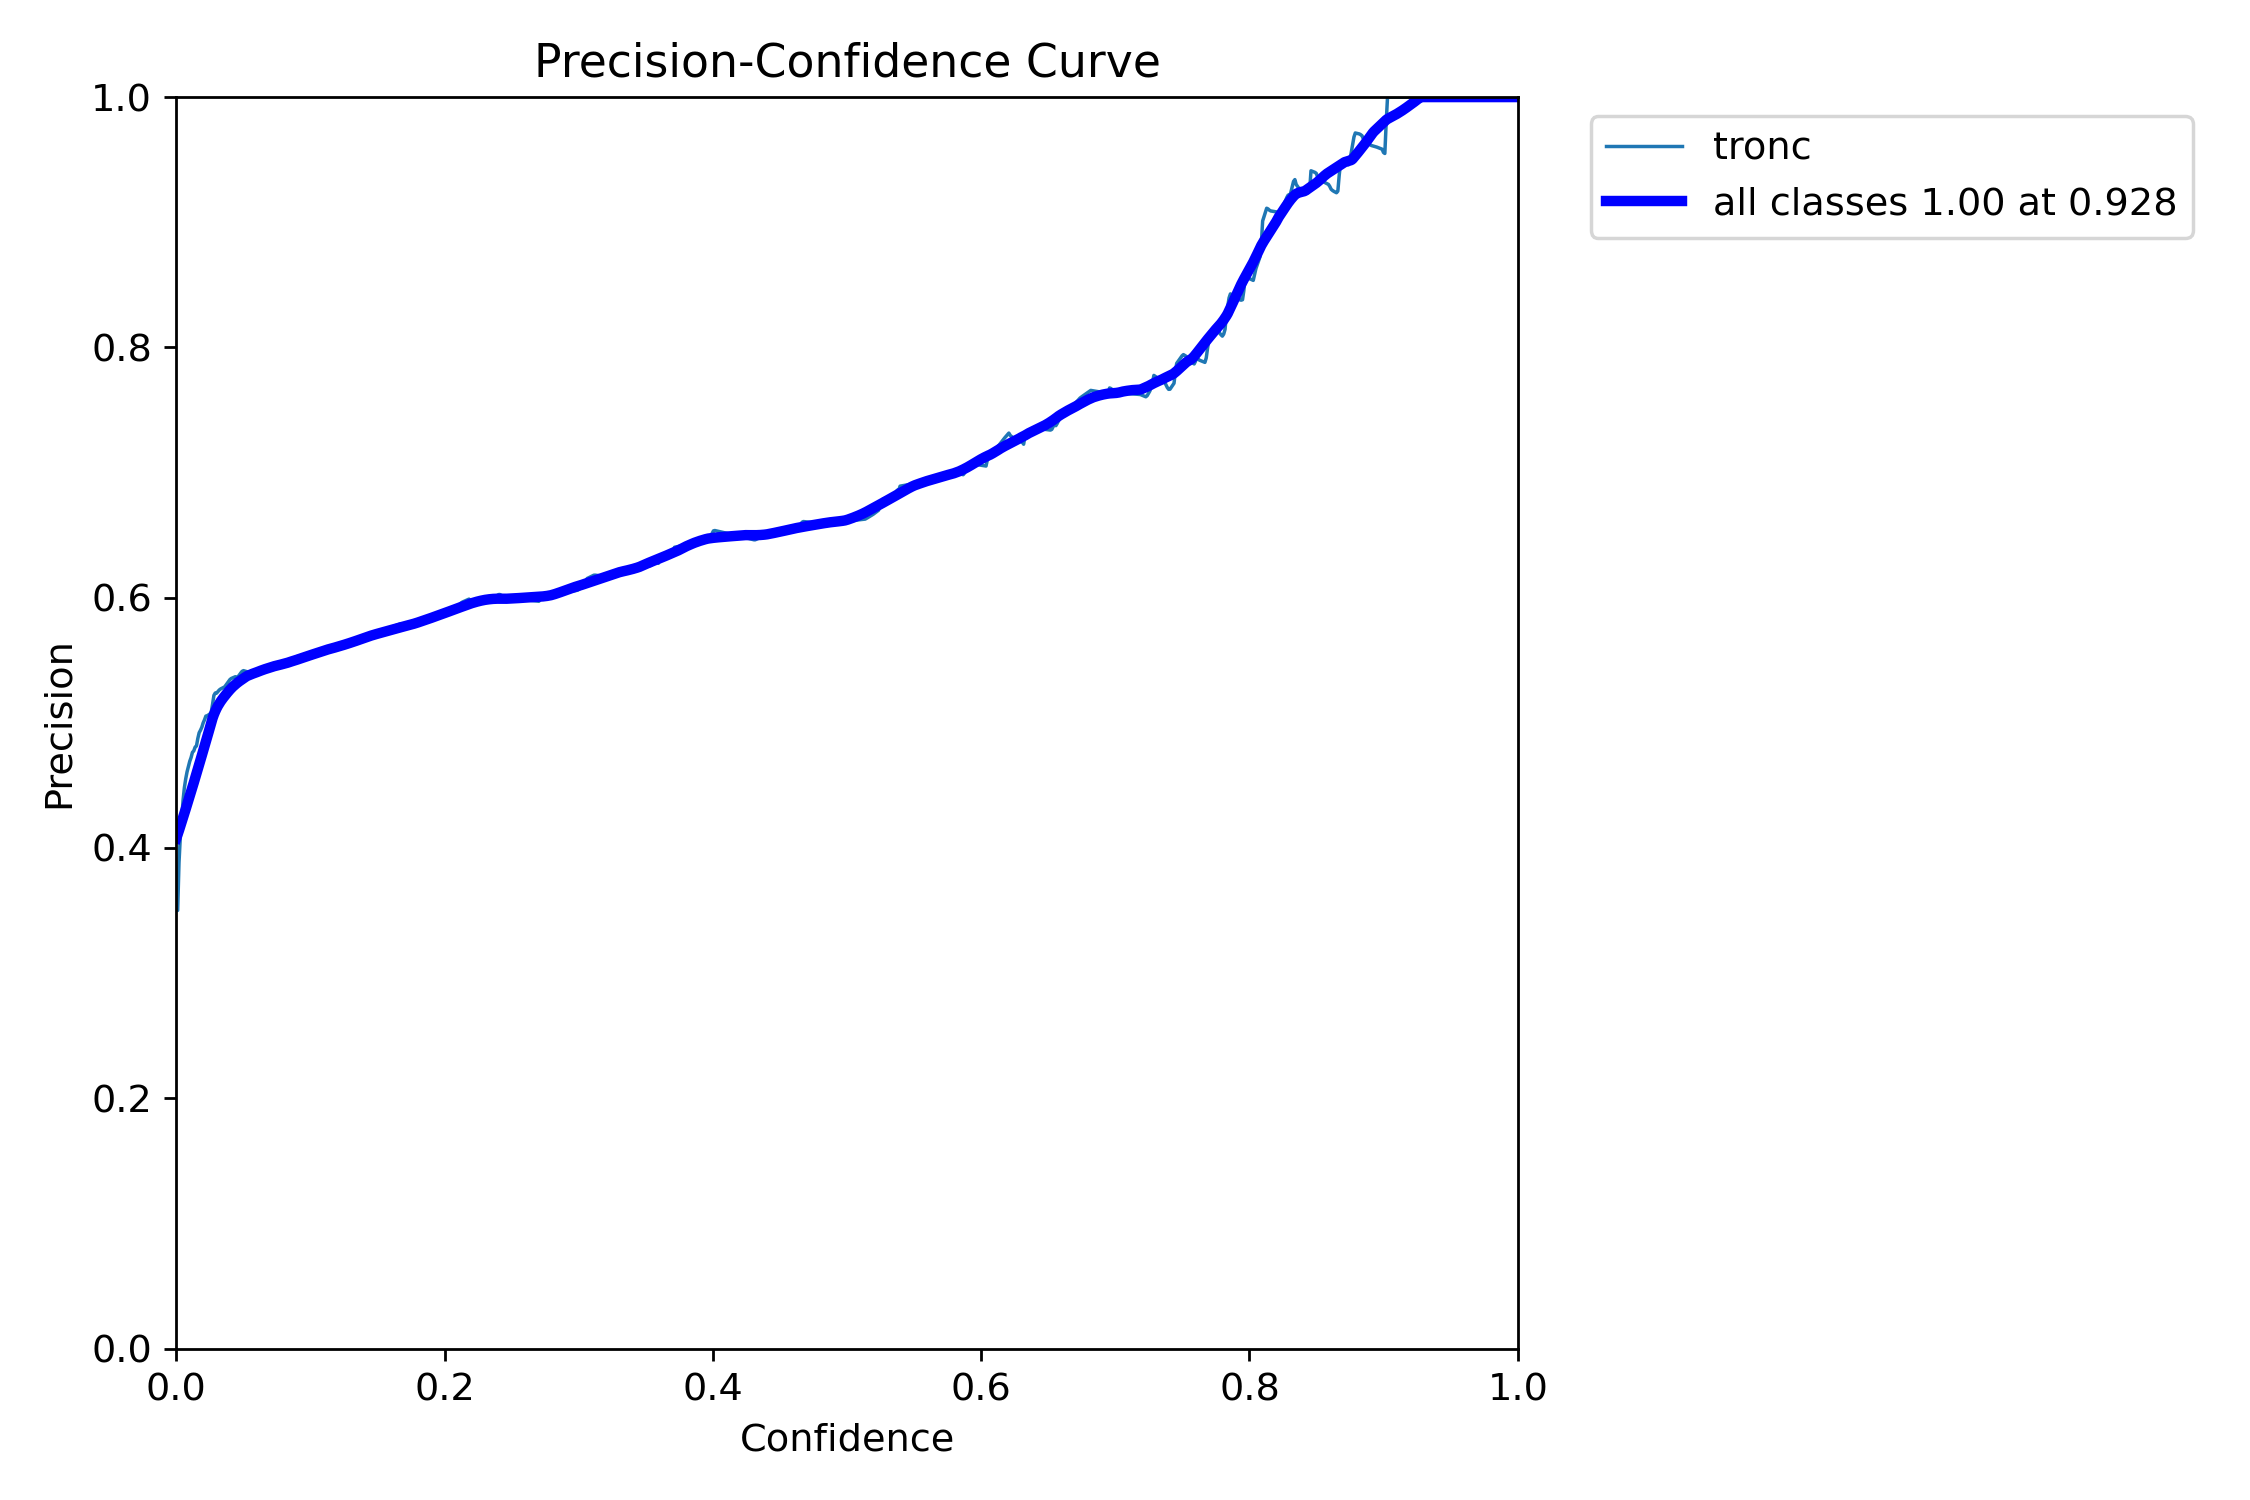 Precision-Confidence Curve
1.0
0.8
0.6
0.4
0.2
0.0
Precision
0.0 0.2 0.4 0.6 0.8 1.0
Confidence
tronc
all classes 1.00 at 0.928